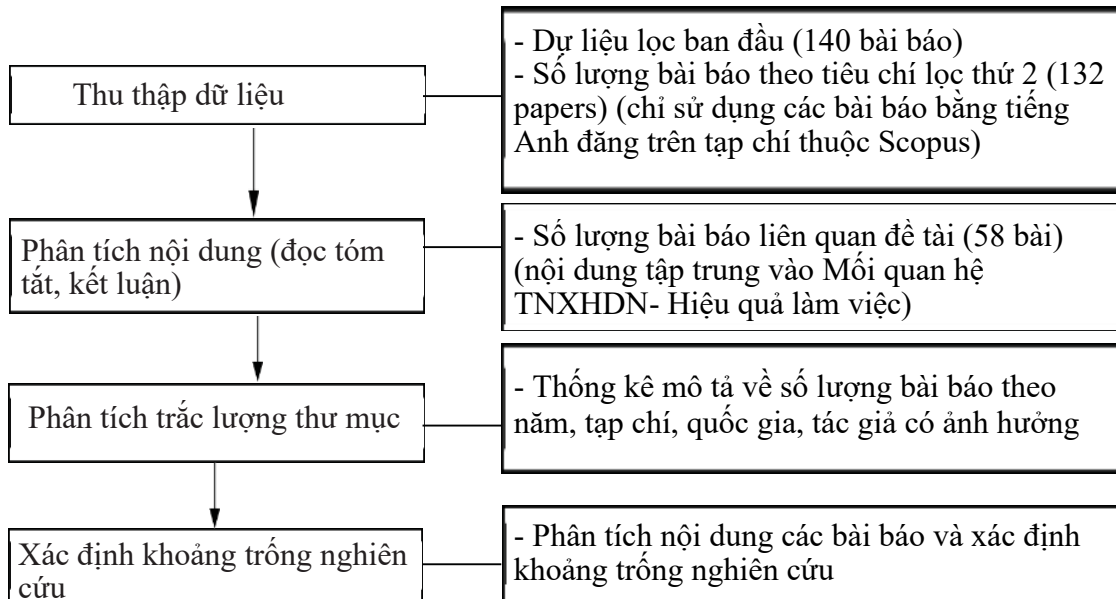 Thu thập dữ liệu
- Dự liệu lọc ban đầu (140 bài báo)
- Số lượng bài báo theo tiêu chí lọc thứ 2 (132
papers) (chỉ sử dụng các bài báo bằng tiếng
Anh đăng trên tạp chí thuộc Scopus)
Phân tích nội dung (đọc tóm
tắt, kết luận)
- Số lượng bài báo liên quan đề tài (58 bài)
(nội dung tập trung vào Mối quan hệ
TNXHDN- Hiệu quả làm việc)
Phân tích trắc lượng thư mục
- Thống kê mô tả về số lượng bài báo theo
năm, tạp chí, quốc gia, tác giả có ảnh hưởng
Xác định khoảng trống nghiên
cứu
- Phân tích nội dung các bài báo và xác định
khoảng trống nghiên cứu